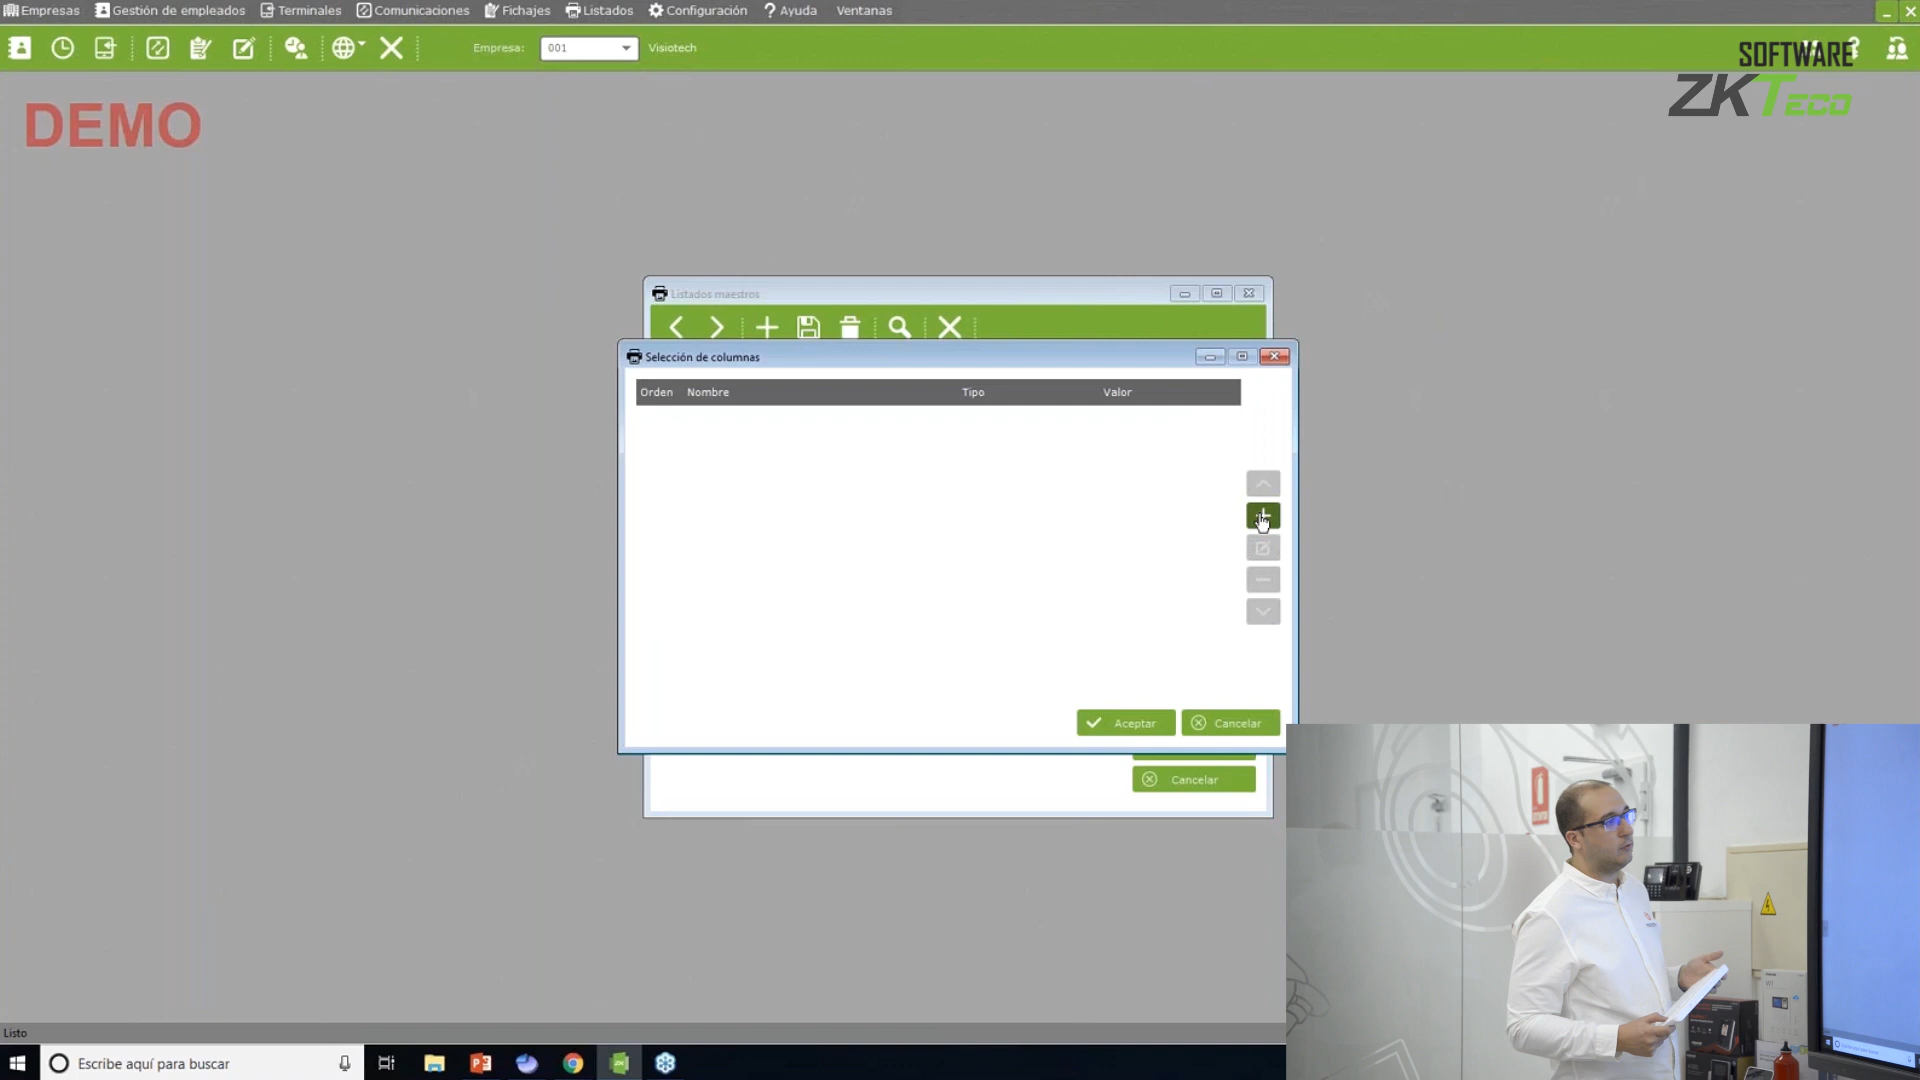 Empresas Gestión de empleados Terminales Comunicaciones Fichajes Listados Configuración ? Ayuda Ventanas
Empresa: 001 Visiotech
SOFTWARE
ZKTeco
DEMO
Listados maestros
Selección de columnas
Orden Nombre Tipo Valor
Aceptar Cancelar
Cancelar
Listo
Escribe aquí para buscar